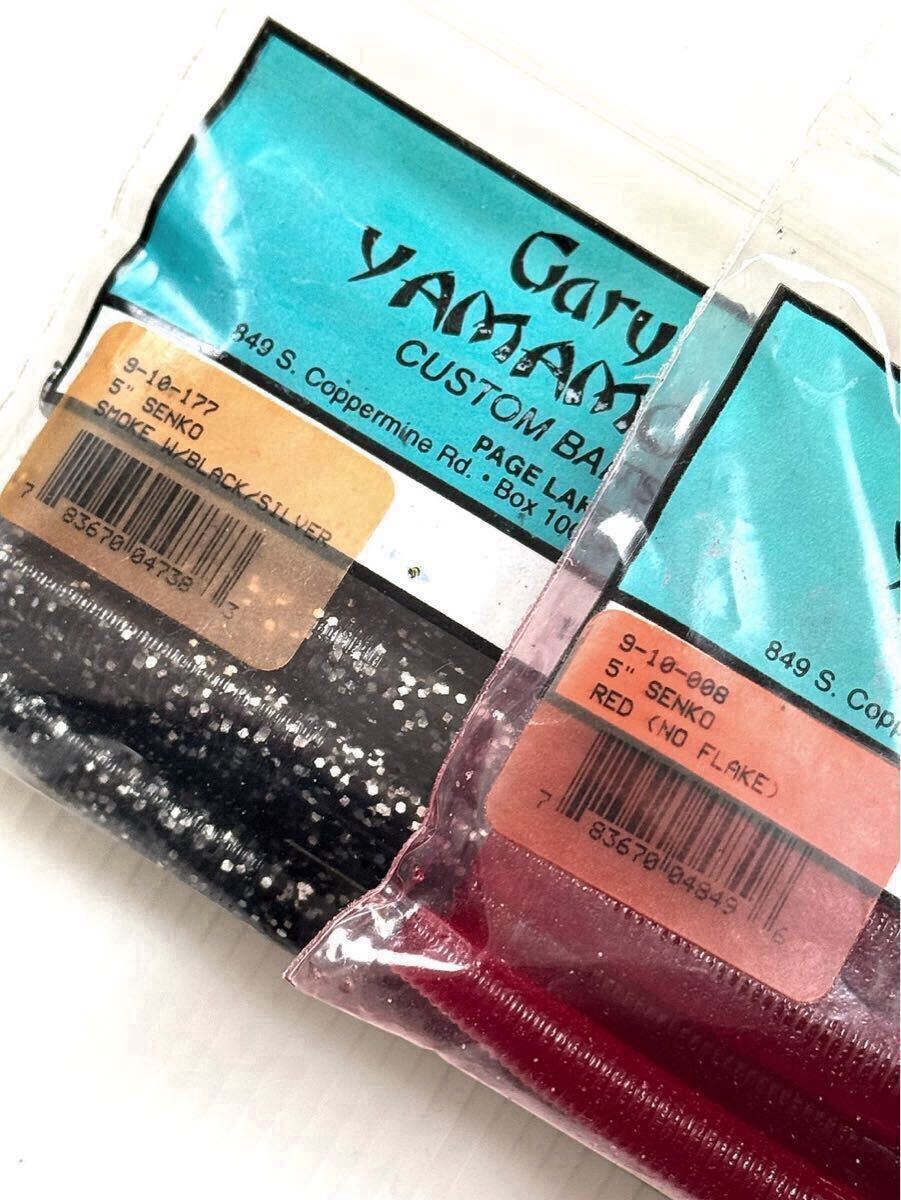 Gary
YAMAM
CUSTOM BA
PAGE LAK
849 S. Coppermine Rd. • Box 100
9-10-177
5" SENKO
SMOKE W/BLACK/SILVER
7 83670 04738 3
849 S. Copp
9-10-008
5" SENKO
RED (NO FLAKE)
7 83670 04849 6